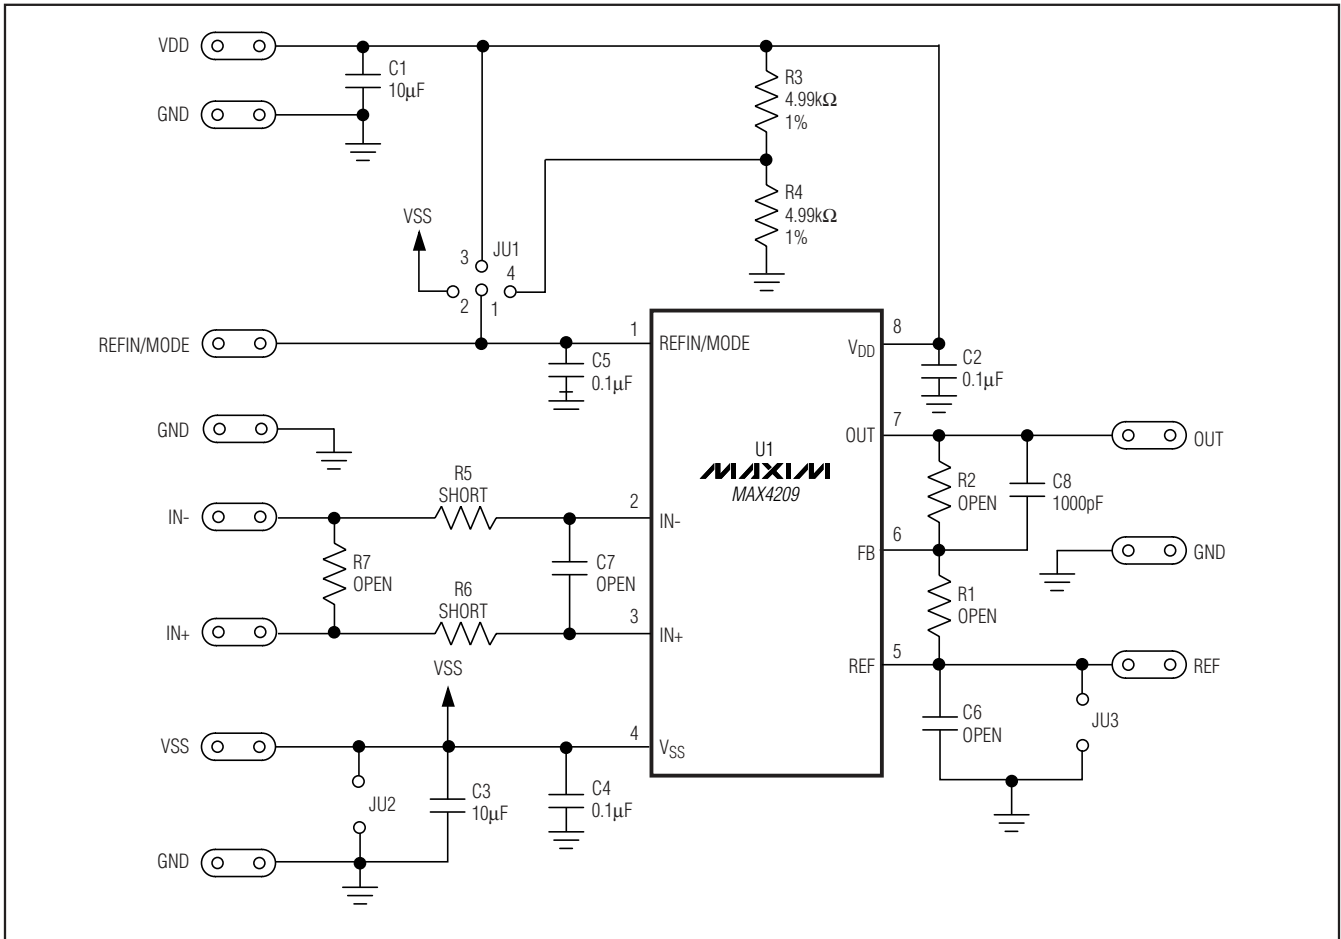 VDD
C1
10μF
GND
R3
4.99kΩ
1%
R4
4.99kΩ
1%
VSS
3
JU1
4
2
1
REFIN/MODE
1
REFIN/MODE
C5
0.1μF
8
VDD
C2
0.1μF
GND
7
OUT
OUT
U1
MAXIM
MAX4209
R5
SHORT
R2
OPEN
C8
1000pF
IN-
2
IN-
6
FB
GND
R7
OPEN
C7
OPEN
R6
SHORT
R1
OPEN
IN+
3
IN+
5
REF
REF
VSS
C6
OPEN
JU3
VSS
4
VSS
JU2
C3
10μF
C4
0.1μF
GND